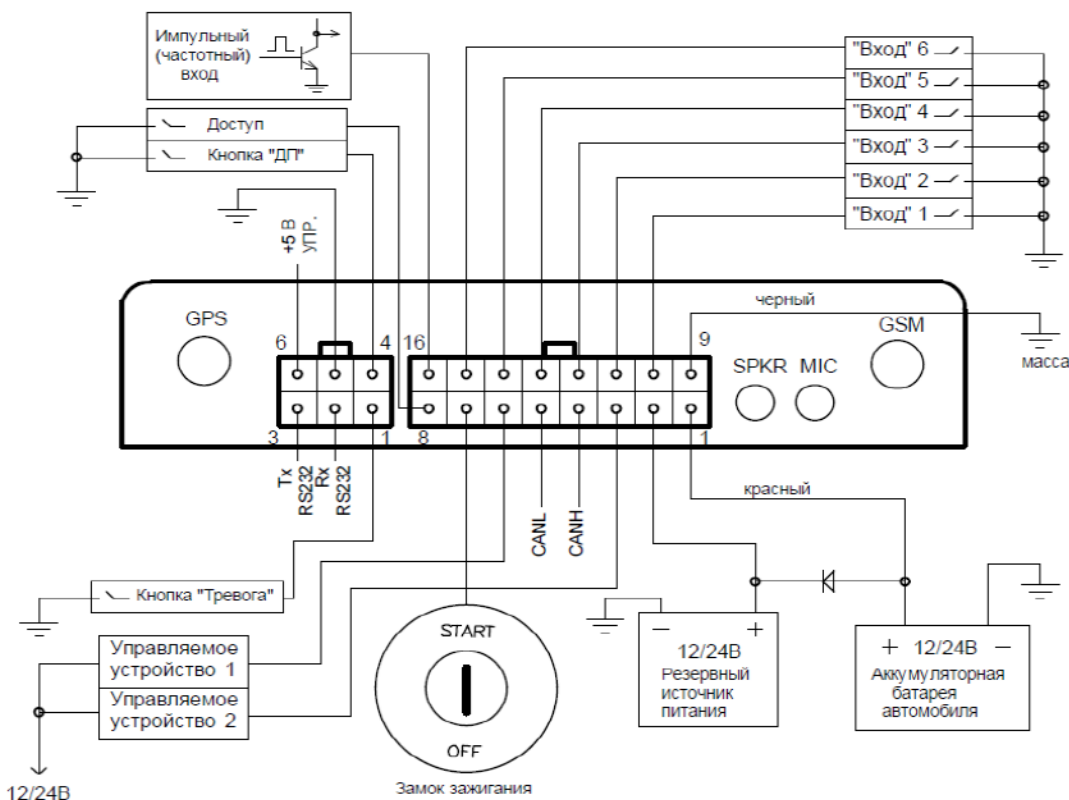 Импульный
(частотный)
вход
Доступ
Кнопка "ДП"
"Вход" 6
"Вход" 5
"Вход" 4
"Вход" 3
"Вход" 2
"Вход" 1
+5 В
УПР.
черный
масса
GPS
6
4
16
9
SPKR
MIC
GSM
3
1
8
1
Tx
RS232
Rx
RS232
CANL
CANH
красный
Кнопка "Тревога"
Управляемое
устройство 1
Управляемое
устройство 2
12/24В
START
OFF
Замок зажигания
– +
12/24В
Резервный
источник
питания
+ 12/24В –
Аккумуляторная
батарея
автомобиля